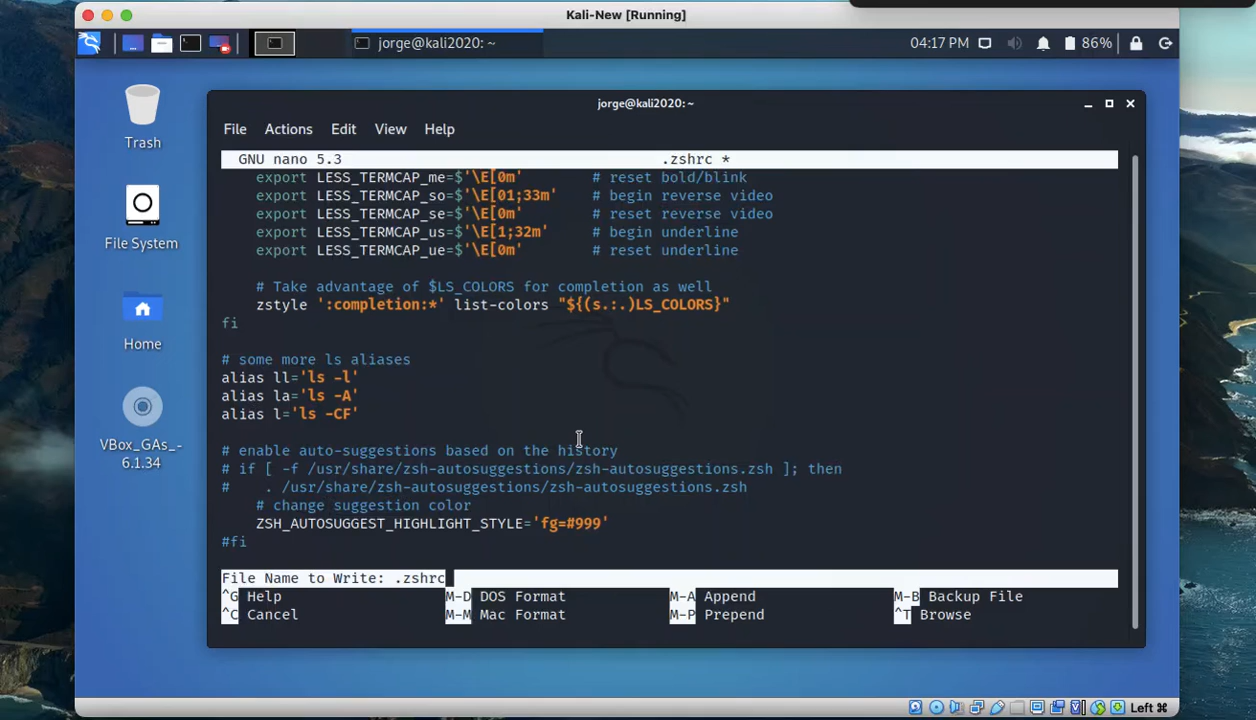 Kali-New [Running]
jorge@kali2020: ~
04:17 PM
86%
Trash
File System
Home
VBox_GAs_-
6.1.34
jorge@kali2020:~
File Actions Edit View Help
GNU nano 5.3 .zshrc *
export LESS_TERMCAP_me=$'\E[0m' # reset bold/blink
export LESS_TERMCAP_so=$'\E[01;33m' # begin reverse video
export LESS_TERMCAP_se=$'\E[0m' # reset reverse video
export LESS_TERMCAP_us=$'\E[1;32m' # begin underline
export LESS_TERMCAP_ue=$'\E[0m' # reset underline
# Take advantage of $LS_COLORS for completion as well
zstyle ':completion:*' list-colors "${(s.:.)LS_COLORS}"
fi
# some more ls aliases
alias ll='ls -l'
alias la='ls -A'
alias l='ls -CF'
# enable auto-suggestions based on the history
# if [ -f /usr/share/zsh-autosuggestions/zsh-autosuggestions.zsh ]; then
# . /usr/share/zsh-autosuggestions/zsh-autosuggestions.zsh
# change suggestion color
ZSH_AUTOSUGGEST_HIGHLIGHT_STYLE='fg=#999'
#fi
File Name to Write: .zshrc
^G Help M-D DOS Format M-A Append M-B Backup File
^C Cancel M-M Mac Format M-P Prepend ^T Browse
Left ⌘